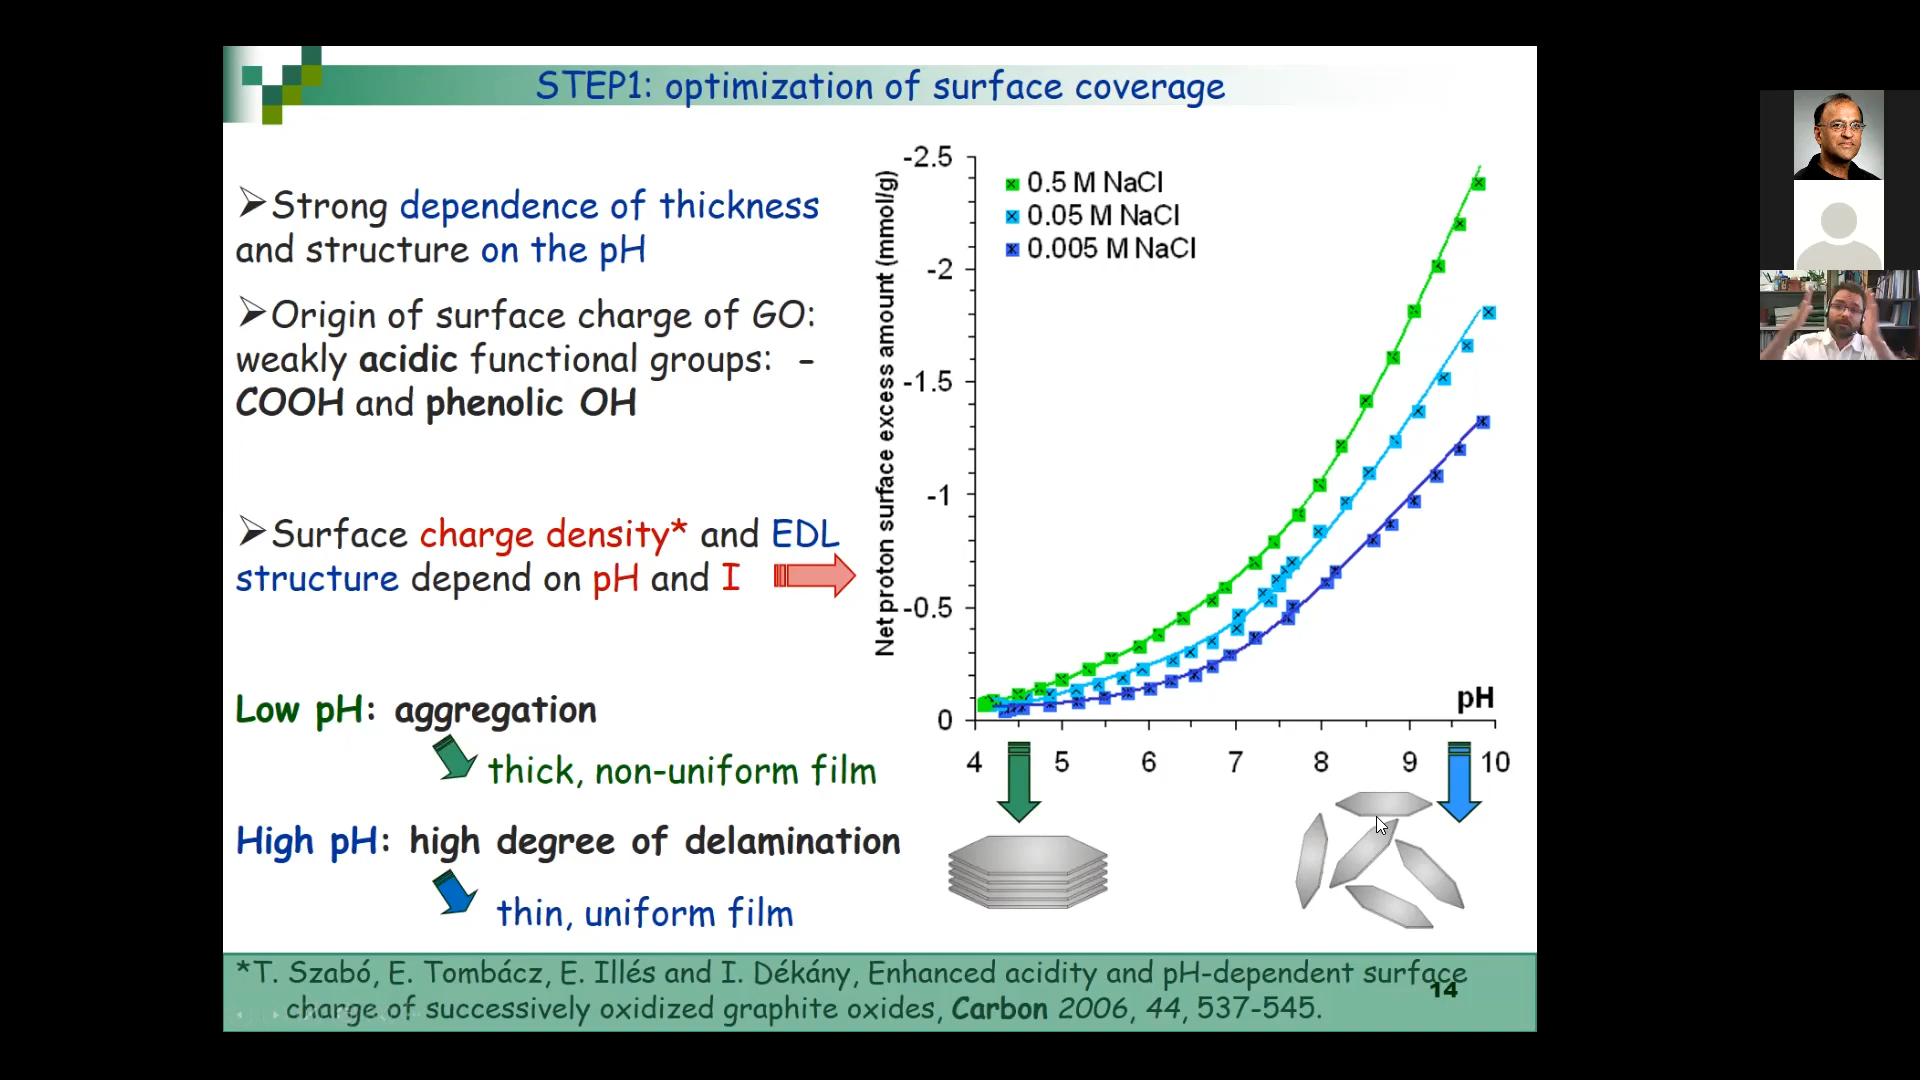 STEP1: optimization of surface coverage
➢Strong dependence of thickness
and structure on the pH
➢Origin of surface charge of GO:
weakly acidic functional groups: -
COOH and phenolic OH
➢Surface charge density* and EDL
structure depend on pH and I
Low pH: aggregation
thick, non-uniform film
High pH: high degree of delamination
thin, uniform film
Net proton surface excess amount (mmol/g)
-2.5
-2
-1.5
-1
-0.5
0
0.5 M NaCl
0.05 M NaCl
0.005 M NaCl
pH
4 5 6 7 8 9 10
*T. Szabó, E. Tombácz, E. Illés and I. Dékány, Enhanced acidity and pH-dependent surface
charge of successively oxidized graphite oxides, Carbon 2006, 44, 537-545.
14